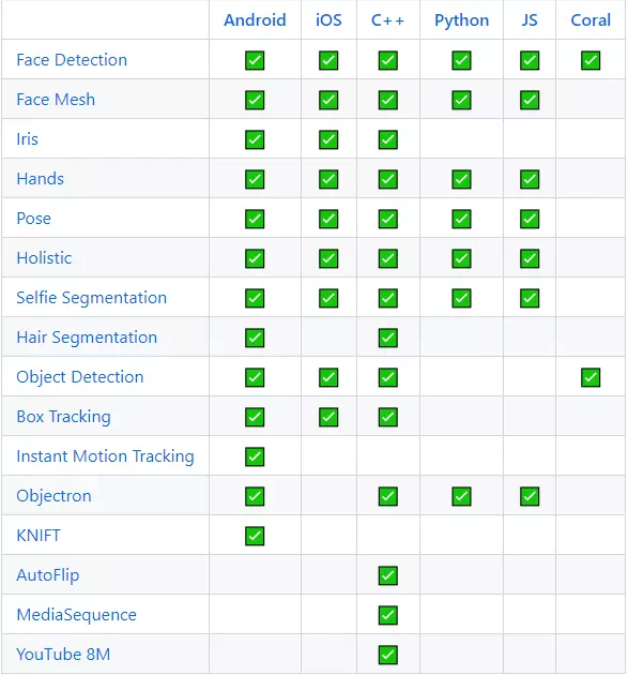 Android iOS C++ Python JS Coral
Face Detection ✅ ✅ ✅ ✅ ✅ ✅
Face Mesh ✅ ✅ ✅ ✅ ✅
Iris ✅ ✅ ✅
Hands ✅ ✅ ✅ ✅ ✅
Pose ✅ ✅ ✅ ✅ ✅
Holistic ✅ ✅ ✅ ✅ ✅
Selfie Segmentation ✅ ✅ ✅ ✅ ✅
Hair Segmentation ✅ ✅
Object Detection ✅ ✅ ✅ ✅
Box Tracking ✅ ✅ ✅
Instant Motion Tracking ✅
Objectron ✅ ✅ ✅ ✅
KNIFT ✅
AutoFlip ✅
MediaSequence ✅
YouTube 8M ✅